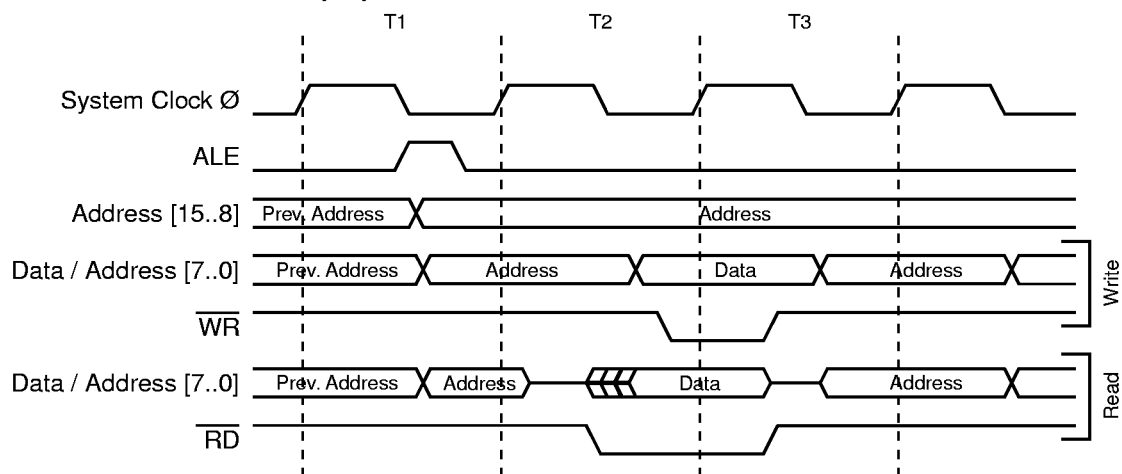 T1 T2 T3
System Clock Ø
ALE
Address [15..8] Prev. Address Address
Data / Address [7..0] Prev. Address Address Data Address
WR
Write
Data / Address [7..0] Prev. Address Address Data Address
RD
Read